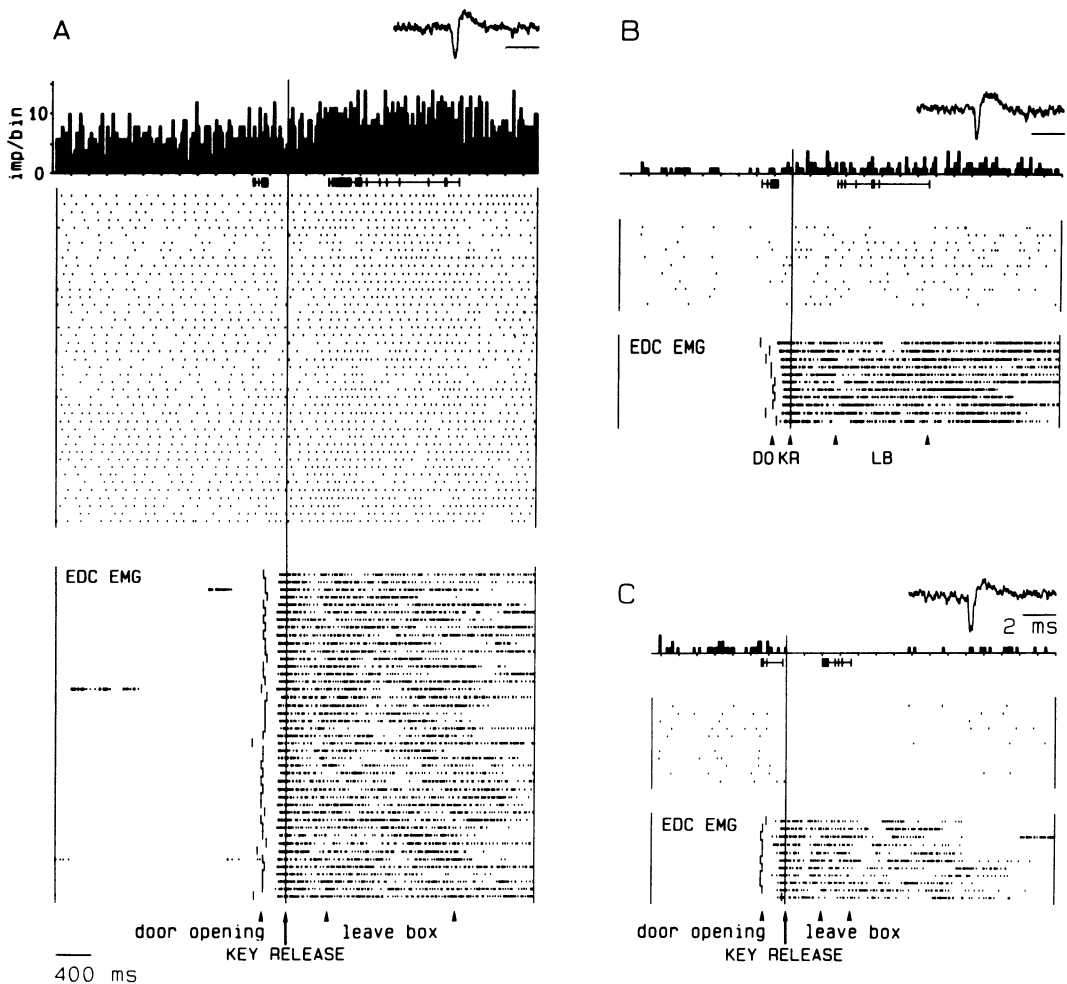 A
imp/bin
10
0
EDC EMG
door opening
leave box
KEY RELEASE
400 ms
B
EDC EMG
DO KR
LB
C
2 ms
EDC EMG
door opening
leave box
KEY RELEASE